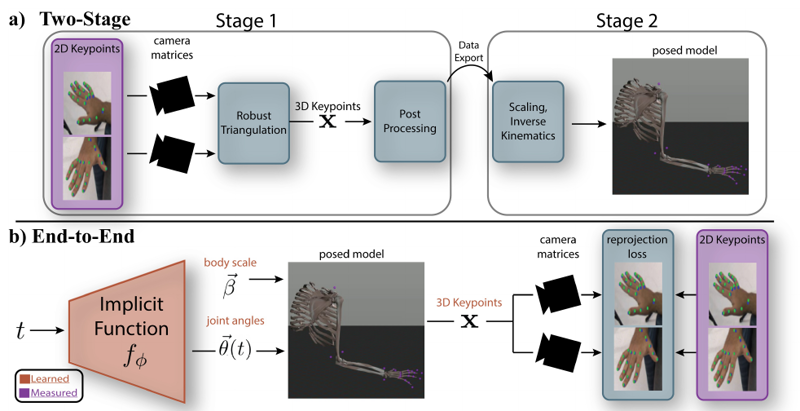 a) Two-Stage
Stage 1
Stage 2
2D Keypoints
camera
matrices
Robust
Triangulation
3D Keypoints
x
Post
Processing
Data
Export
Scaling,
Inverse
Kinematics
posed model
b) End-to-End
t
Implicit
Function
fϕ
body scale
β⃗
joint angles
θ⃗(t)
posed model
3D Keypoints
x
camera
matrices
reprojection
loss
2D Keypoints
Learned
Measured